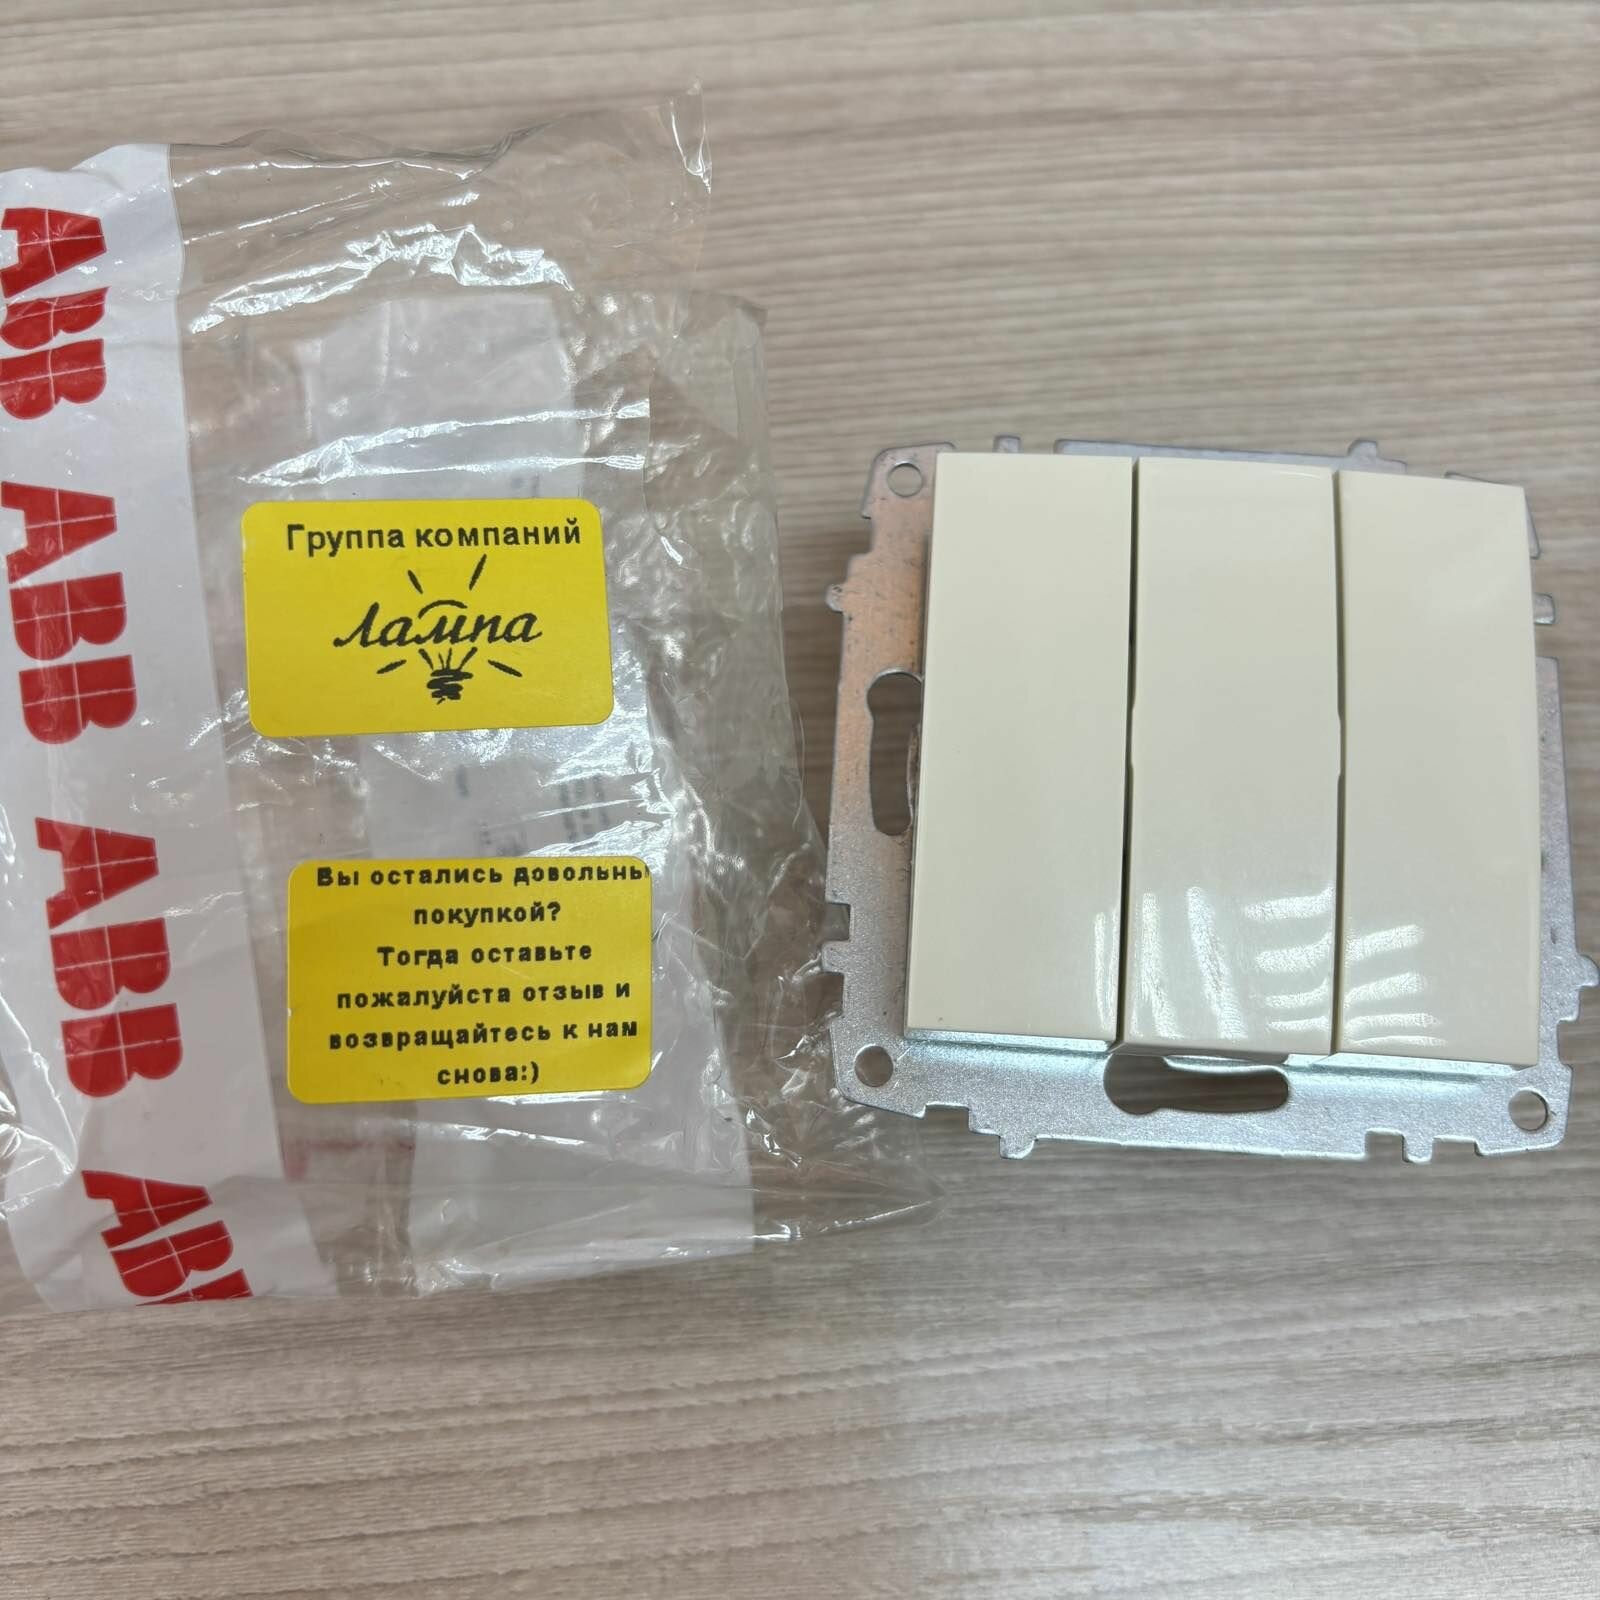 ABB ABB ABB ABB
Группа компаний
Лампа
Вы остались довольны
покупкой?
Тогда оставьте
пожалуйста отзыв и
возвращайтесь к нам
снова:)